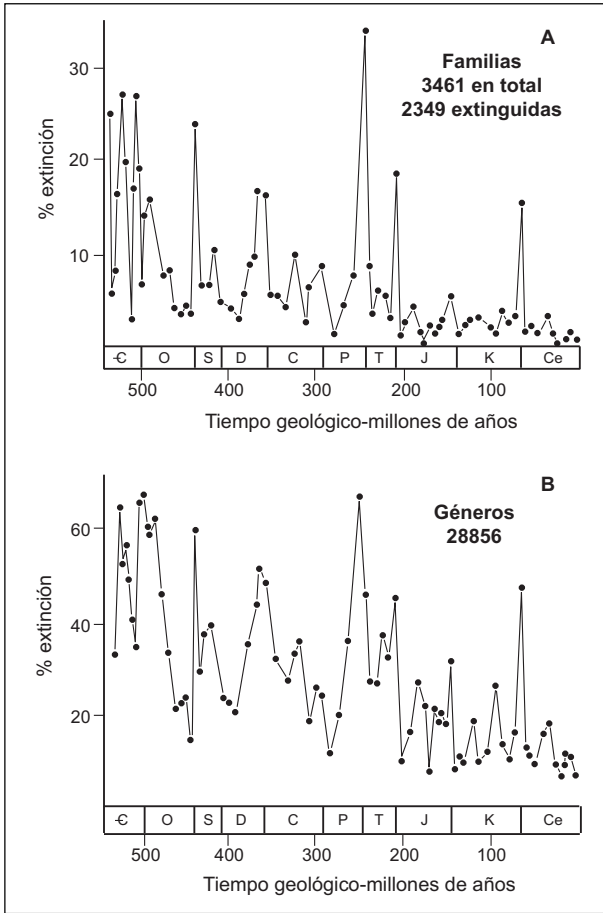 A
Familias
3461 en total
2349 extinguidas
% extinción
30
20
10
Є O S D C P T J K Ce
500 400 300 200 100
Tiempo geológico-millones de años
B
Géneros
28856
% extinción
60
40
20
Є O S D C P T J K Ce
500 400 300 200 100
Tiempo geológico-millones de años